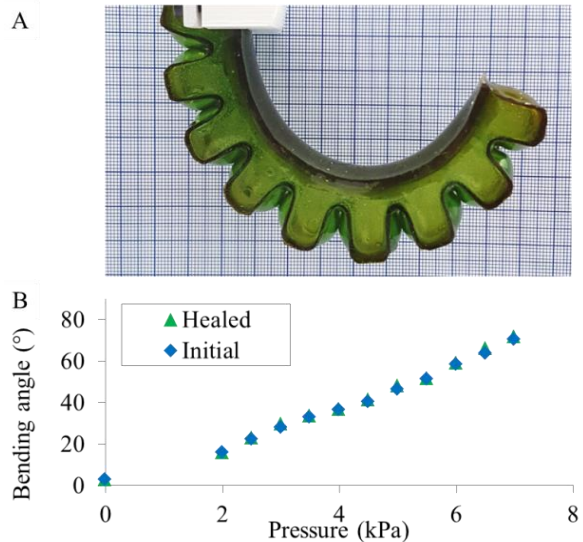 A
B
Healed
Initial
Bending angle (°)
80
60
40
20
0
0 2 4 6 8
Pressure (kPa)